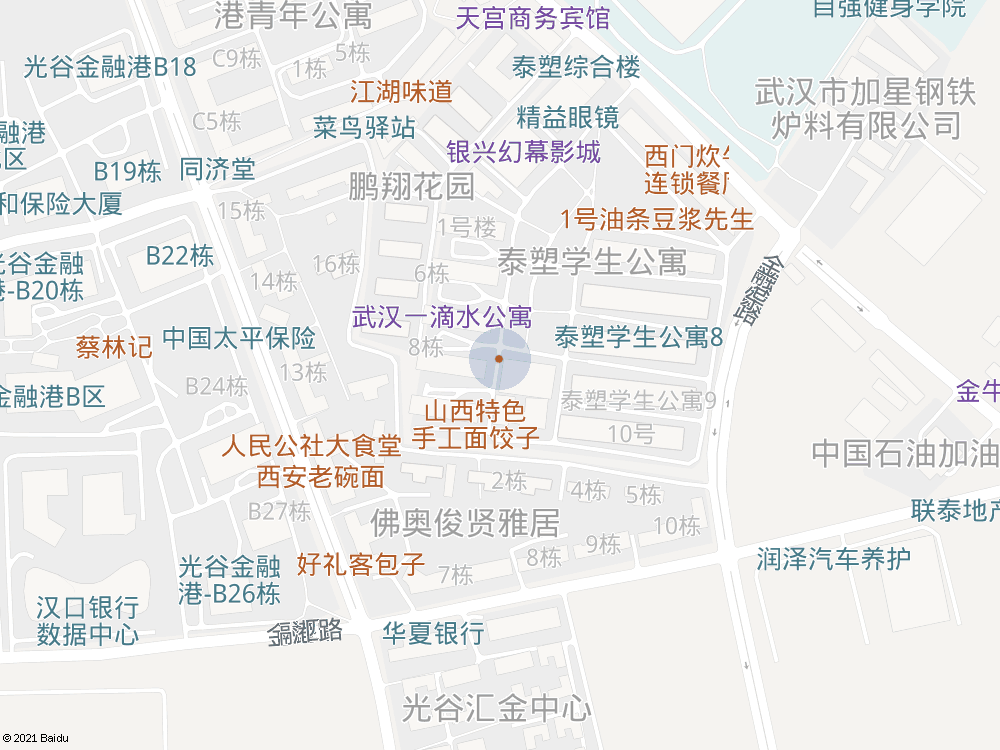 港青年公寓
天宫商务宾馆
自强健身学院
5栋
C9栋
1栋
光谷金融港B18
泰塑综合楼
江湖味道
武汉市加星钢铁
炉料有限公司
C5栋
菜鸟驿站
精益眼镜
融港
区
银兴幻幕影城
西门炊
连锁餐
B19栋
同济堂
鹏翔花园
和保险大厦
15栋
1号油条豆浆先生
1号楼
B22栋
16栋
泰塑学生公寓
光谷金融
港-B20栋
14栋
6栋
金融港路
武汉一滴水公寓
中国太平保险
泰塑学生公寓8
蔡林记
8栋
13栋
B24栋
金融港B区
金牛
泰塑学生公寓9
山西特色
手工面饺子
10号
人民公社大食堂
中国石油加油
西安老碗面
2栋
4栋
5栋
B27栋
联泰地产
佛奥俊贤雅居
10栋
9栋
8栋
润泽汽车养护
光谷金融
港-B26栋
好礼客包子
7栋
汉口银行
数据中心
路
华夏银行
光谷汇金中心
© 2021 Baidu